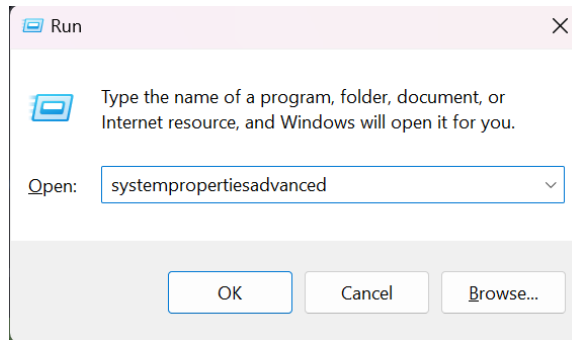 Run
Type the name of a program, folder, document, or
Internet resource, and Windows will open it for you.
Open: systempropertiesadvanced
OK Cancel Browse...